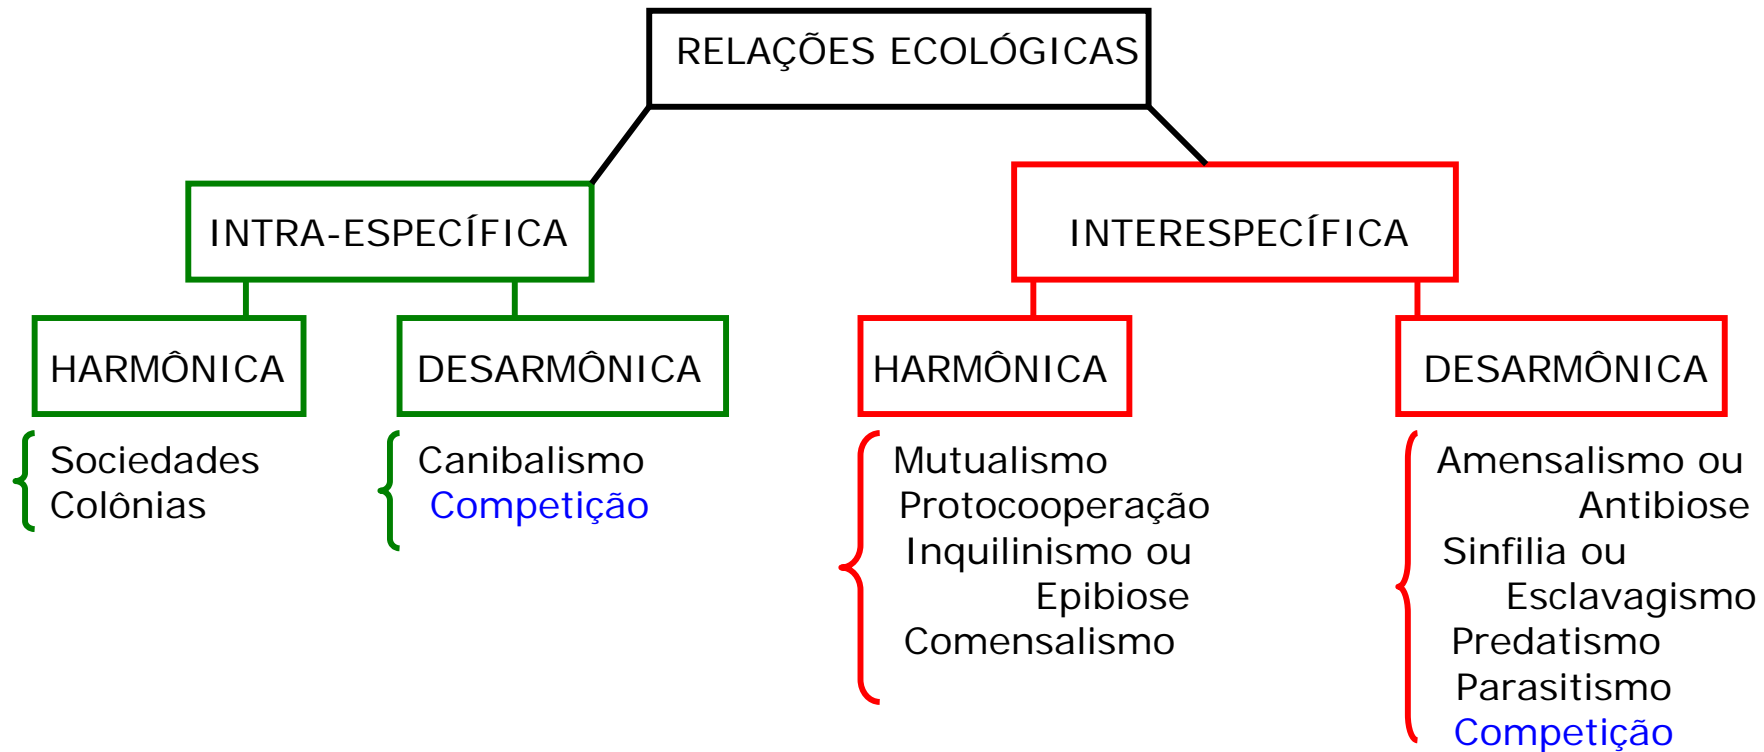 RELAÇÕES ECOLÓGICAS
INTRA-ESPECÍFICA
INTERESPECÍFICA
HARMÔNICA
DESARMÔNICA
HARMÔNICA
DESARMÔNICA
Sociedades
Colônias
Canibalismo
Competição
Mutualismo
Protocooperação
Inquilinismo ou
Epibiose
Comensalismo
Amensalismo ou
Antibiose
Sinfilia ou
Esclavagismo
Predatismo
Parasitismo
Competição